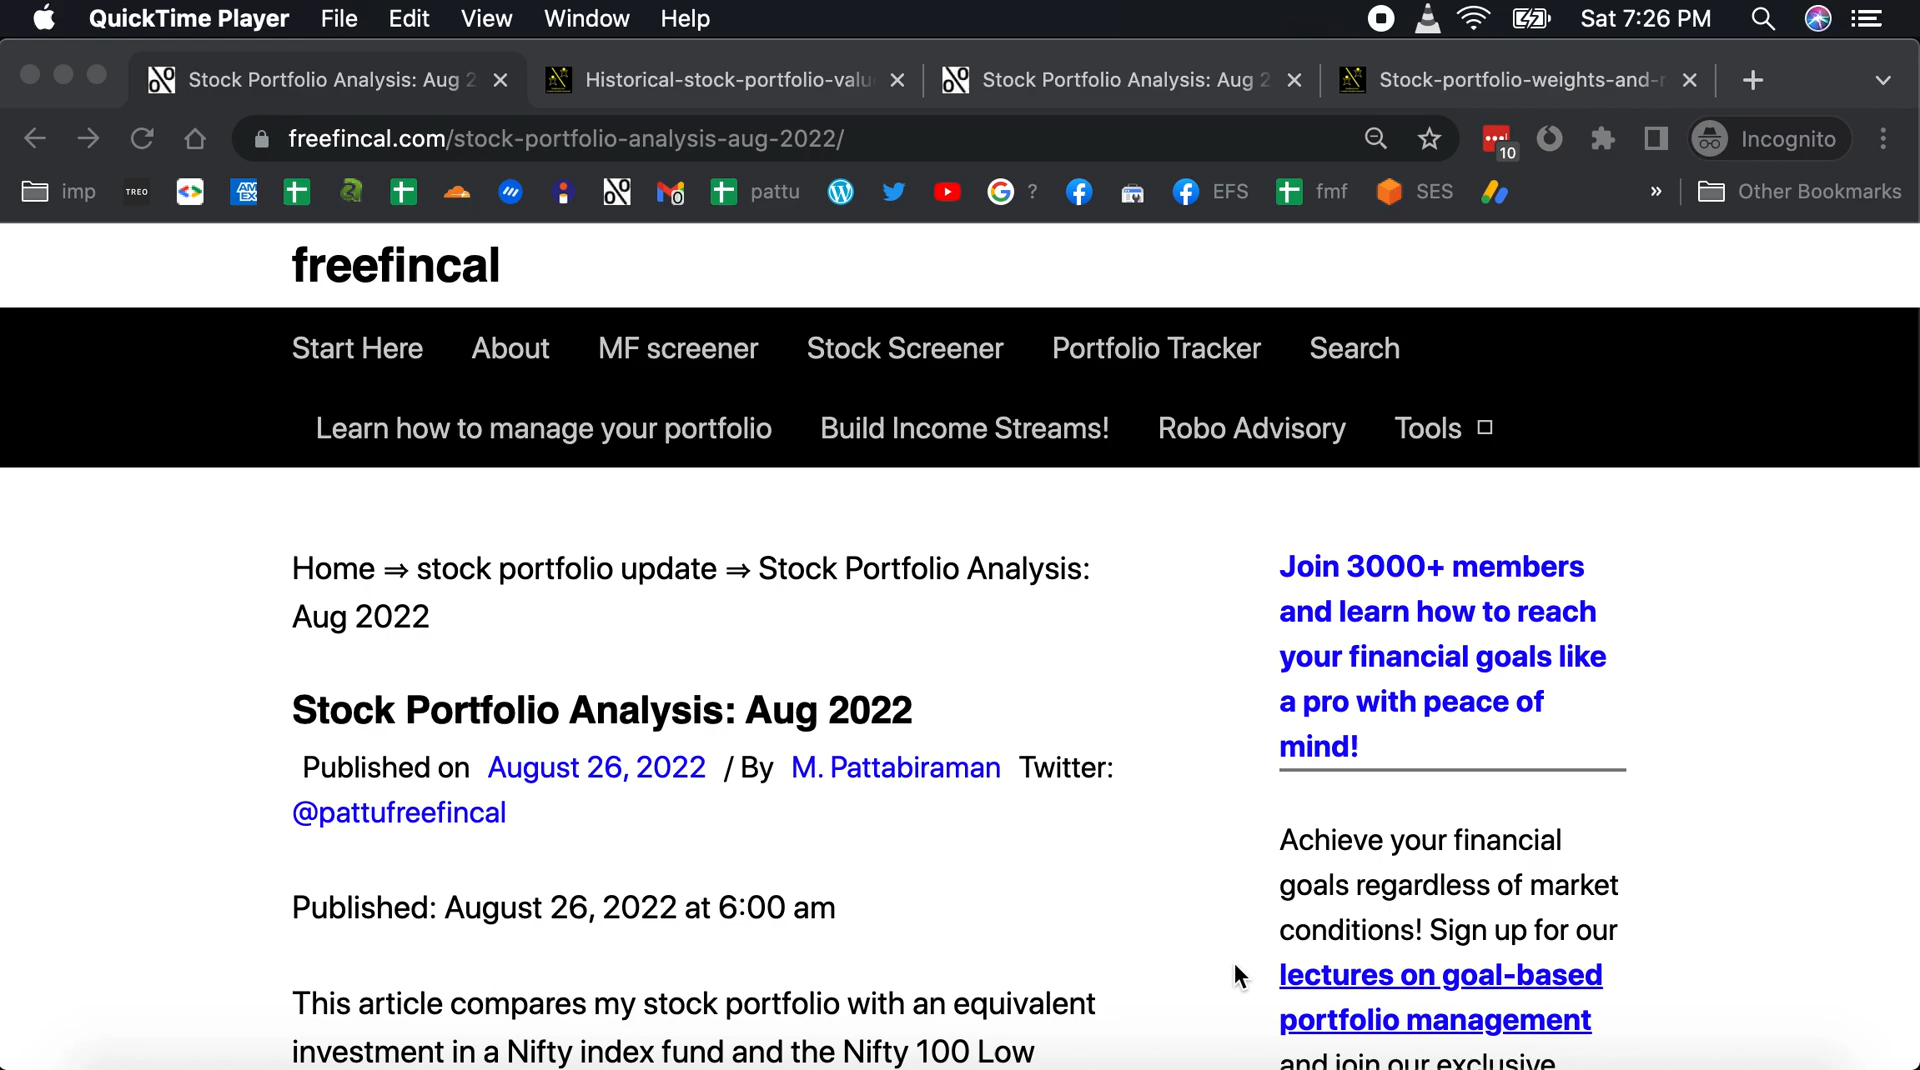 QuickTime Player File Edit View Window Help Sat 7:26 PM
Stock Portfolio Analysis: Aug 2 Historical-stock-portfolio-valu Stock Portfolio Analysis: Aug 2 Stock-portfolio-weights-and-r
freefincal.com/stock-portfolio-analysis-aug-2022/ 10 Incognito
imp TREO AMEX pattu ? EFS fmf SES » Other Bookmarks
freefincal
Start Here About MF screener Stock Screener Portfolio Tracker Search
Learn how to manage your portfolio Build Income Streams! Robo Advisory Tools
Home ⇒ stock portfolio update ⇒ Stock Portfolio Analysis:
Aug 2022
Stock Portfolio Analysis: Aug 2022
Published on August 26, 2022 / By M. Pattabiraman Twitter:
@pattufreefincal
Published: August 26, 2022 at 6:00 am
This article compares my stock portfolio with an equivalent
investment in a Nifty index fund and the Nifty 100 Low
Join 3000+ members
and learn how to reach
your financial goals like
a pro with peace of
mind!
Achieve your financial
goals regardless of market
conditions! Sign up for our
lectures on goal-based
portfolio management
and join our exclusive